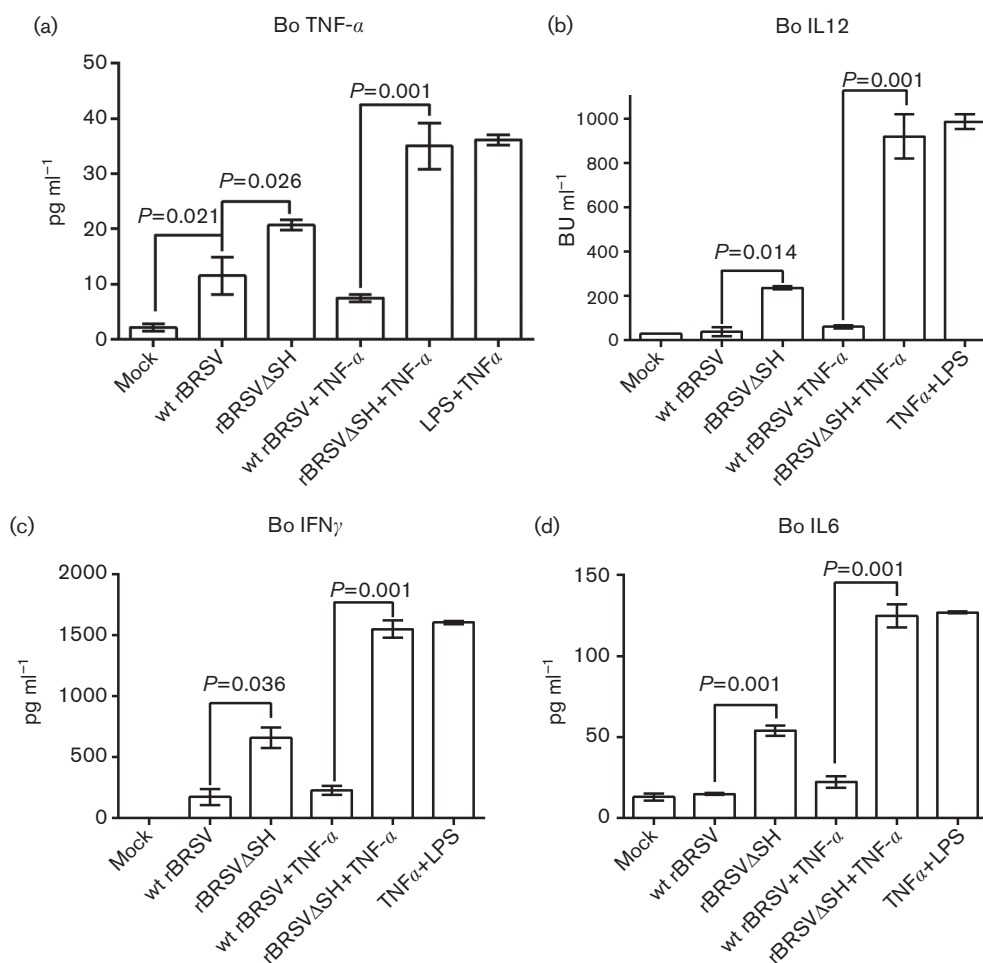 (a)
Bo TNF-α
50
40
30
20
10
0
pg ml⁻¹
P=0.021
P=0.026
P=0.001
Mock
wt rBRSV
rBRSVΔSH
wt rBRSV+TNF-α
rBRSVΔSH+TNF-α
LPS+TNFα
(b)
Bo IL12
1000
800
600
400
200
0
BU ml⁻¹
P=0.014
P=0.001
Mock
wt rBRSV
rBRSVΔSH
wt rBRSV+TNF-α
rBRSVΔSH+TNF-α
TNFα+LPS
(c)
Bo IFNγ
2000
1500
1000
500
0
pg ml⁻¹
P=0.036
P=0.001
Mock
wt rBRSV
rBRSVΔSH
wt rBRSV+TNF-α
rBRSVΔSH+TNF-α
TNFα+LPS
(d)
Bo IL6
150
100
50
0
pg ml⁻¹
P=0.001
P=0.001
Mock
wt rBRSV
rBRSVΔSH
wt rBRSV+TNF-α
rBRSVΔSH+TNF-α
TNFα+LPS